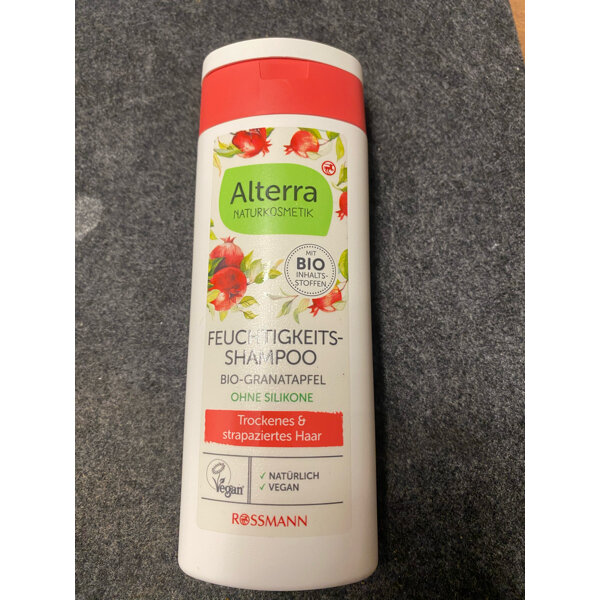 Alterra
NATURKOSMETIK
MIT
BIO
INHALTS-
STOFFEN
FEUCHTIGKEITS-
SHAMPOO
BIO-GRANATAPFEL
OHNE SILIKONE
Trockenes &
strapaziertes Haar
Vegan
✓ NATÜRLICH
✓ VEGAN
ROSSMANN